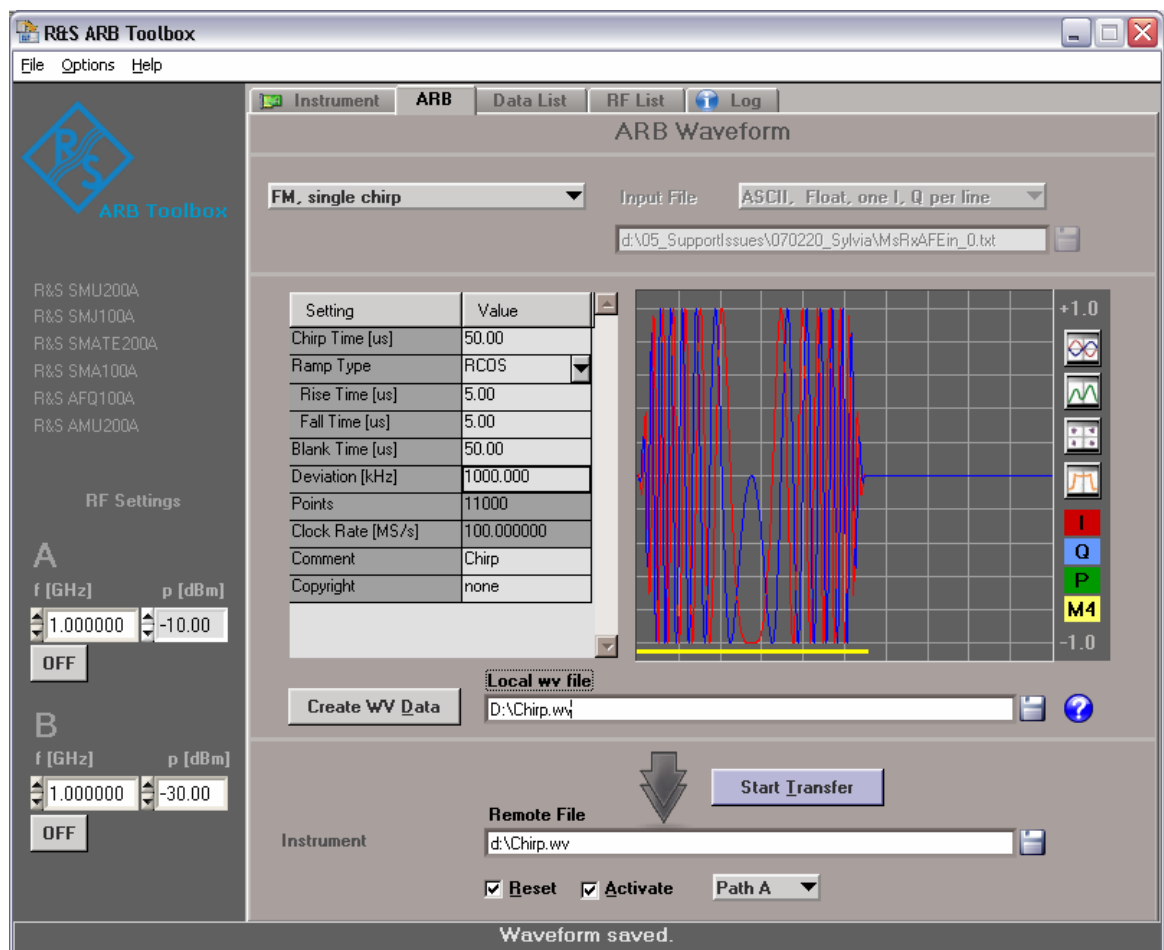 R&S ARB Toolbox
File Options Help
R/S
ARB Toolbox
R&S SMU200A
R&S SMJ100A
R&S SMATE200A
R&S SMA100A
R&S AFQ100A
R&S AMU200A
RF Settings
A
f [GHz] p [dBm]
1.000000 -10.00
OFF
B
f [GHz] p [dBm]
1.000000 -30.00
OFF
Instrument ARB Data List RF List Log
ARB Waveform
FM, single chirp
Input File ASCII, Float, one I, Q per line
d:\05_SupportIssues\070220_Sylvia\MsRxAFEin_0.txt
Setting Value
Chirp Time [us] 50.00
Ramp Type RCOS
Rise Time [us] 5.00
Fall Time [us] 5.00
Blank Time [us] 50.00
Deviation [kHz] 1000.000
Points 11000
Clock Rate [MS/s] 100.000000
Comment Chirp
Copyright none
+1.0
I
Q
P
M4
-1.0
Create WV Data
Local wv file
D:\Chirp.wv
Start Transfer
Instrument
Remote File
d:\Chirp.wv
Reset Activate Path A
Waveform saved.